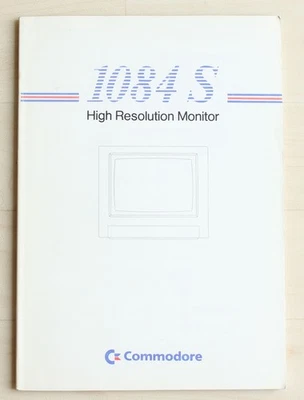 1084 S
High Resolution Monitor
Commodore